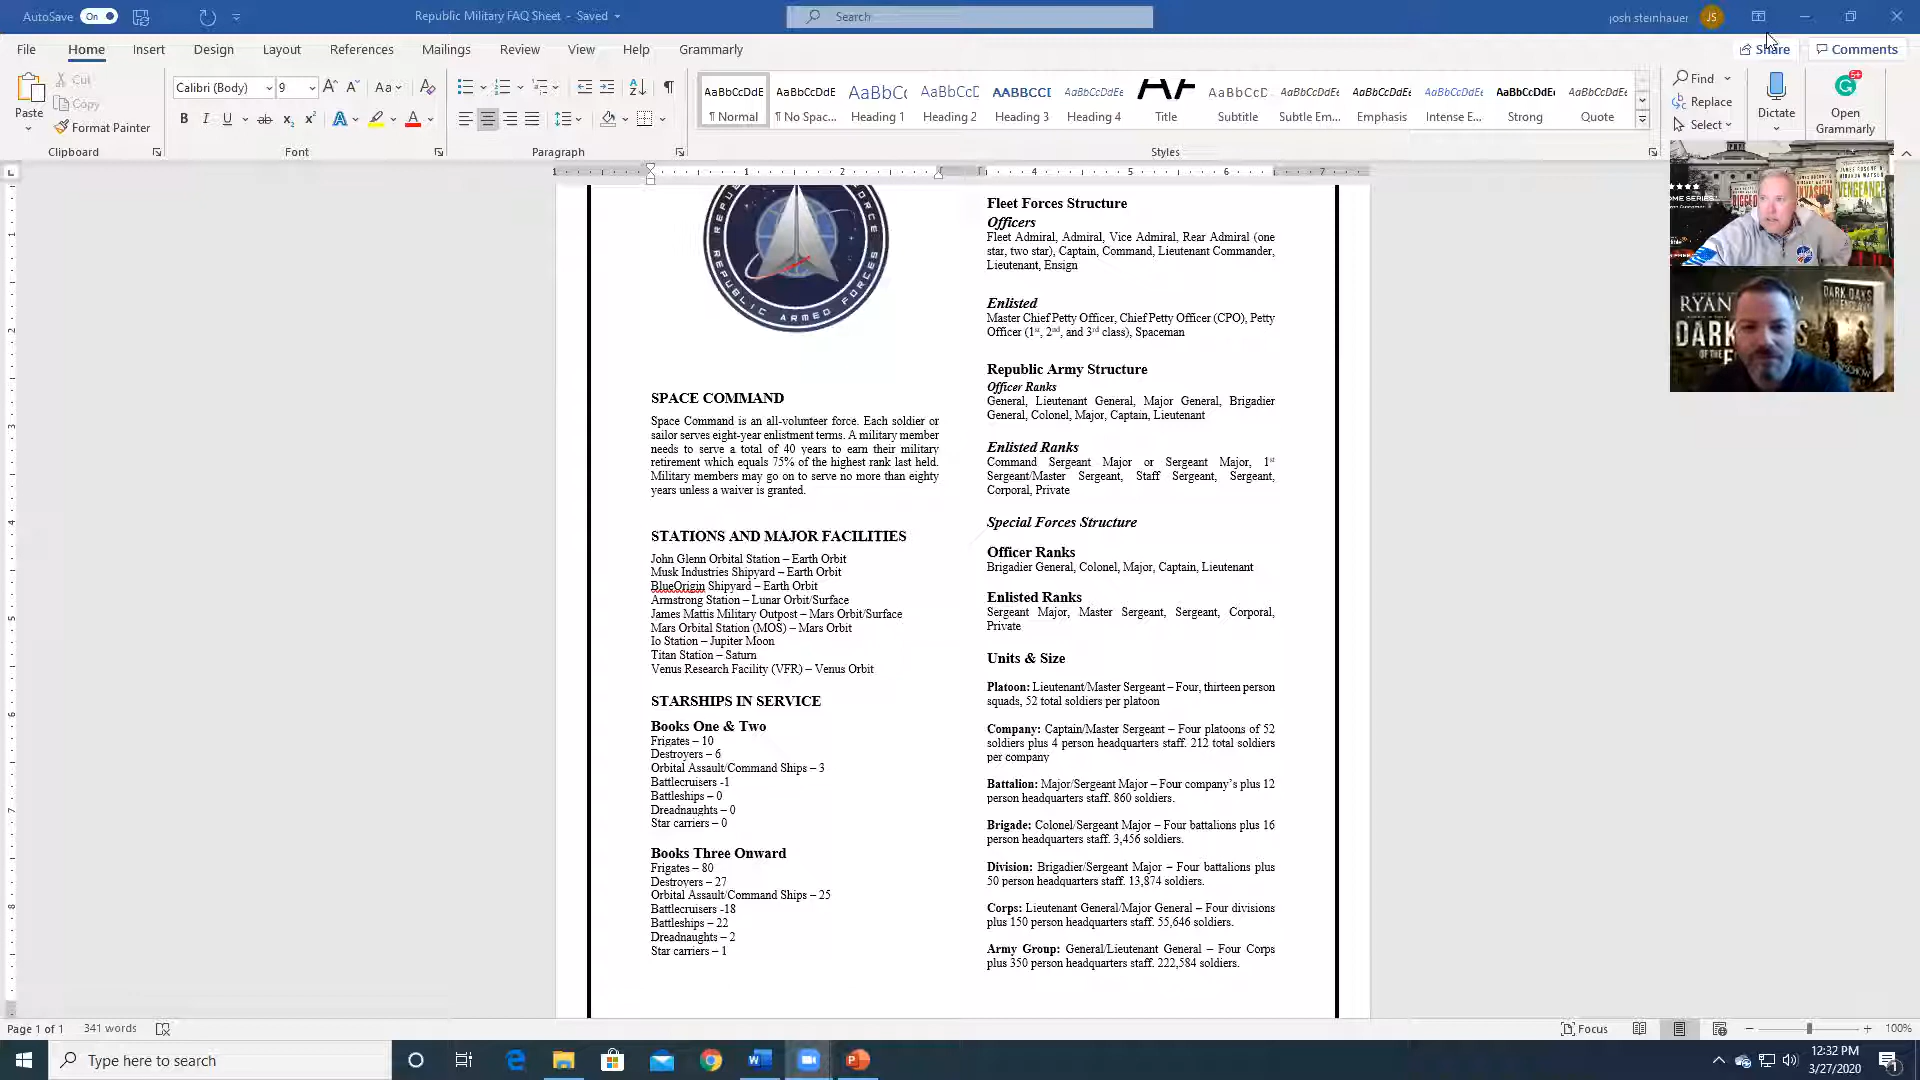 AutoSave On Republic Military FAQ Sheet - Saved Search josh steinhauer JS
File Home Insert Design Layout References Mailings Review View Help Grammarly Share Comments
Paste Cut Copy Format Painter
Calibri (Body) 9
AaBbCcDdE AaBbCcDdE AaBbCc AaBbCcD AABBCCI AaBbCcDdEe AaBbCcD AaBbCcDdEe AaBbCcDdEe AaBbCcDdEe AaBbCcDdE AaBbCcDdEe
¶ Normal ¶ No Spac... Heading 1 Heading 2 Heading 3 Heading 4 Title Subtitle Subtle Em... Emphasis Intense E... Strong Quote
Find Replace Select Dictate Open Grammarly
Clipboard Font Paragraph Styles
REPUBLIC ARMED FORCES
SPACE COMMAND
Space Command is an all-volunteer force. Each soldier or
sailor serves eight-year enlistment terms. A military member
needs to serve a total of 40 years to earn their military
retirement which equals 75% of the highest rank last held.
Military members may go on to serve no more than eighty
years unless a waiver is granted.
STATIONS AND MAJOR FACILITIES
John Glenn Orbital Station – Earth Orbit
Musk Industries Shipyard – Earth Orbit
BlueOrigin Shipyard – Earth Orbit
Armstrong Station – Lunar Orbit/Surface
James Mattis Military Outpost – Mars Orbit/Surface
Mars Orbital Station (MOS) – Mars Orbit
Io Station – Jupiter Moon
Titan Station – Saturn
Venus Research Facility (VFR) – Venus Orbit
STARSHIPS IN SERVICE
Books One & Two
Frigates – 10
Destroyers – 6
Orbital Assault/Command Ships – 3
Battlecruisers -1
Battleships – 0
Dreadnaughts – 0
Star carriers – 0
Books Three Onward
Frigates – 80
Destroyers – 27
Orbital Assault/Command Ships – 25
Battlecruisers -18
Battleships – 22
Dreadnaughts – 2
Star carriers – 1
Fleet Forces Structure
Officers
Fleet Admiral, Admiral, Vice Admiral, Rear Admiral (one
star, two star), Captain, Command, Lieutenant Commander,
Lieutenant, Ensign
Enlisted
Master Chief Petty Officer, Chief Petty Officer (CPO), Petty
Officer (1st, 2nd, and 3rd class), Spaceman
Republic Army Structure
Officer Ranks
General, Lieutenant General, Major General, Brigadier
General, Colonel, Major, Captain, Lieutenant
Enlisted Ranks
Command Sergeant Major or Sergeant Major, 1st
Sergeant/Master Sergeant, Staff Sergeant, Sergeant,
Corporal, Private
Special Forces Structure
Officer Ranks
Brigadier General, Colonel, Major, Captain, Lieutenant
Enlisted Ranks
Sergeant Major, Master Sergeant, Sergeant, Corporal,
Private
Units & Size
Platoon: Lieutenant/Master Sergeant – Four, thirteen person
squads, 52 total soldiers per platoon
Company: Captain/Master Sergeant – Four platoons of 52
soldiers plus 4 person headquarters staff. 212 total soldiers
per company
Battalion: Major/Sergeant Major – Four company's plus 12
person headquarters staff. 860 soldiers.
Brigade: Colonel/Sergeant Major – Four battalions plus 16
person headquarters staff. 3,456 soldiers.
Division: Brigadier/Sergeant Major – Four battalions plus
50 person headquarters staff. 13,874 soldiers.
Corps: Lieutenant General/Major General – Four divisions
plus 150 person headquarters staff. 55,646 soldiers.
Army Group: General/Lieutenant General – Four Corps
plus 350 person headquarters staff. 222,584 soldiers.
INVASION VENGEANCE
RYAN
DARK
DARK DAYS
Page 1 of 1 341 words Focus 100%
Type here to search
12:32 PM
3/27/2020